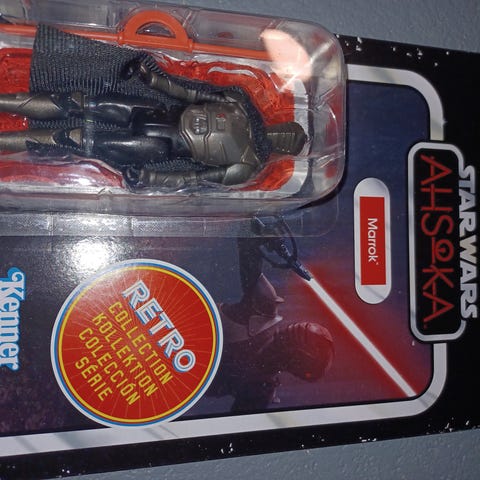 STAR WARS
AHSOKA
Marrok
RETRO
COLLECTION
KOLLEKTION
COLECCIÓN
SÉRIE
Kenner